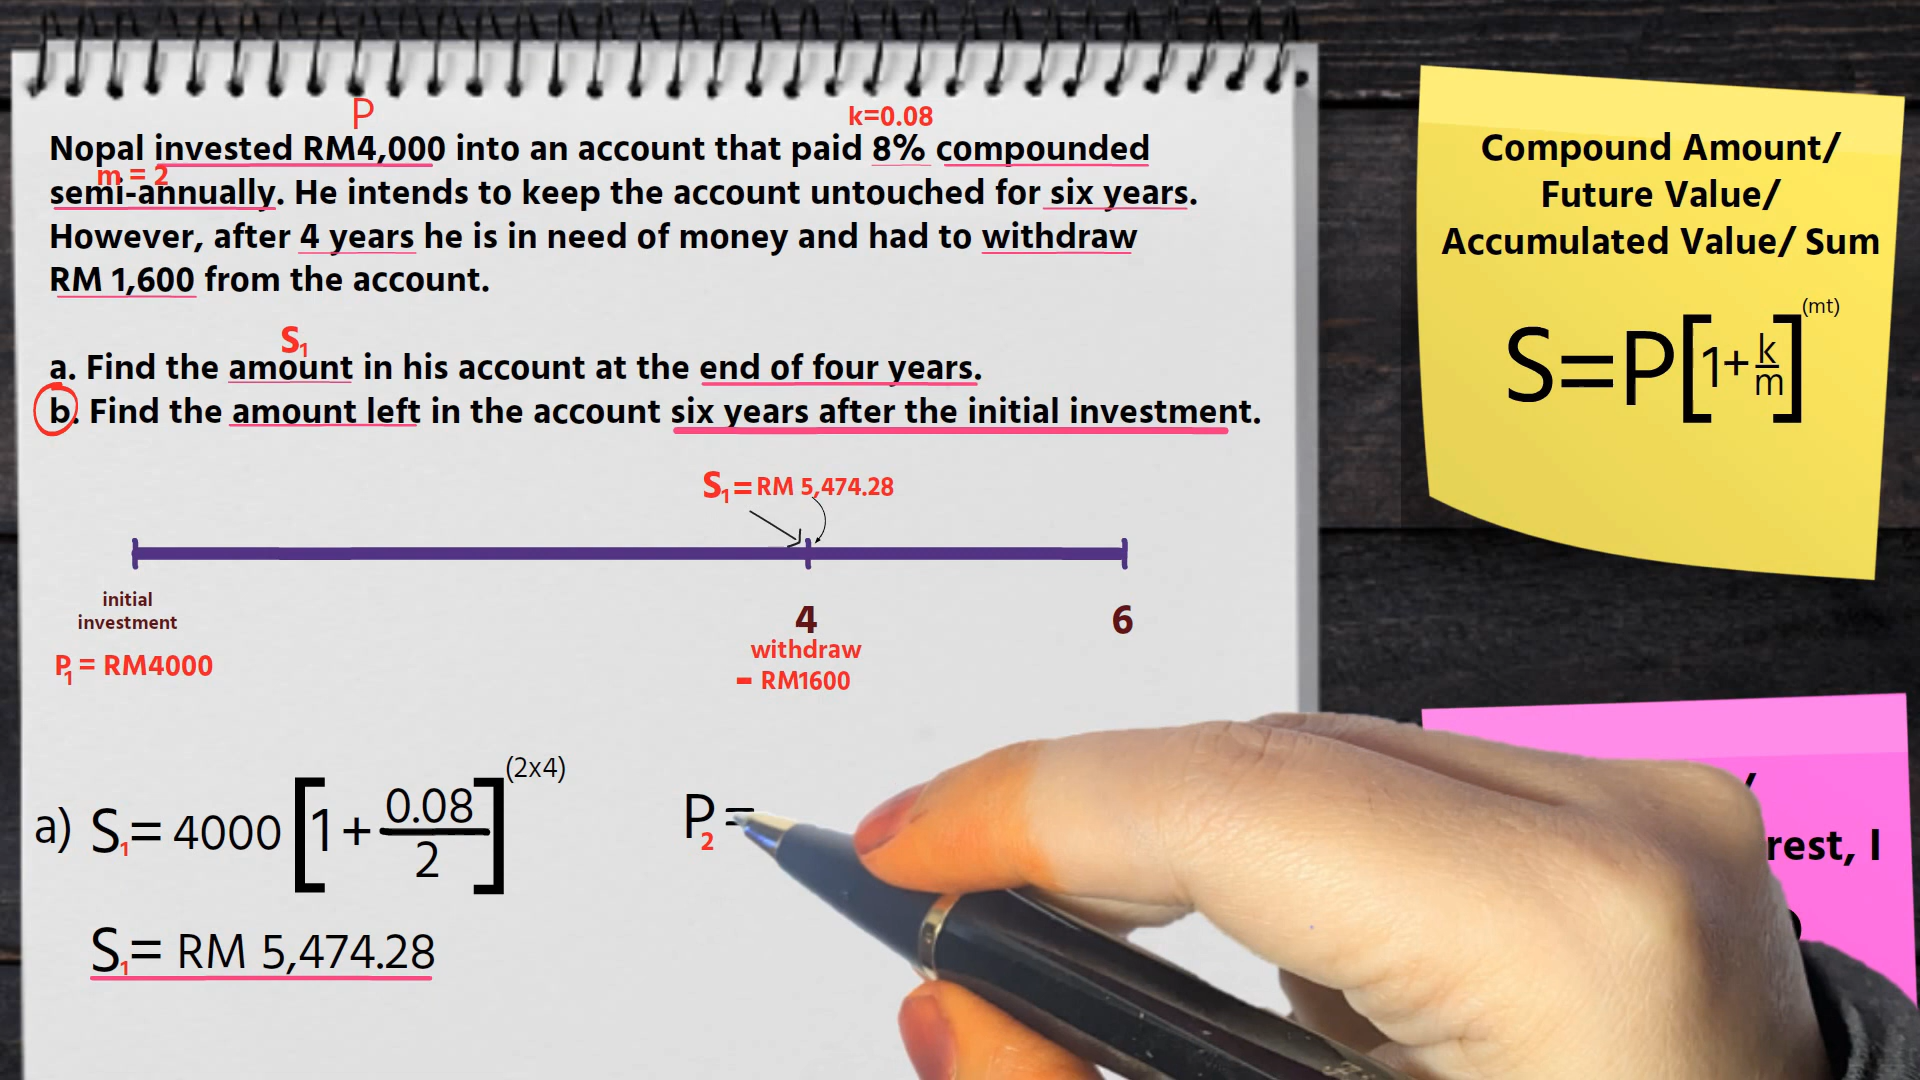 P
k=0.08
Nopal invested RM4,000 into an account that paid 8% compounded
m = 2
semi-annually. He intends to keep the account untouched for six years.
However, after 4 years he is in need of money and had to withdraw
RM 1,600 from the account.
S1
a. Find the amount in his account at the end of four years.
b. Find the amount left in the account six years after the initial investment.
S1 = RM 5,474.28
initial
investment
4
6
P1 = RM4000
withdraw
- RM1600
a) S1 = 4000 [1 + 0.08/2]^(2x4)
S1 = RM 5,474.28
P2 =
Compound Amount/
Future Value/
Accumulated Value/ Sum
S=P[1+k/m]^(mt)
/
rest, I